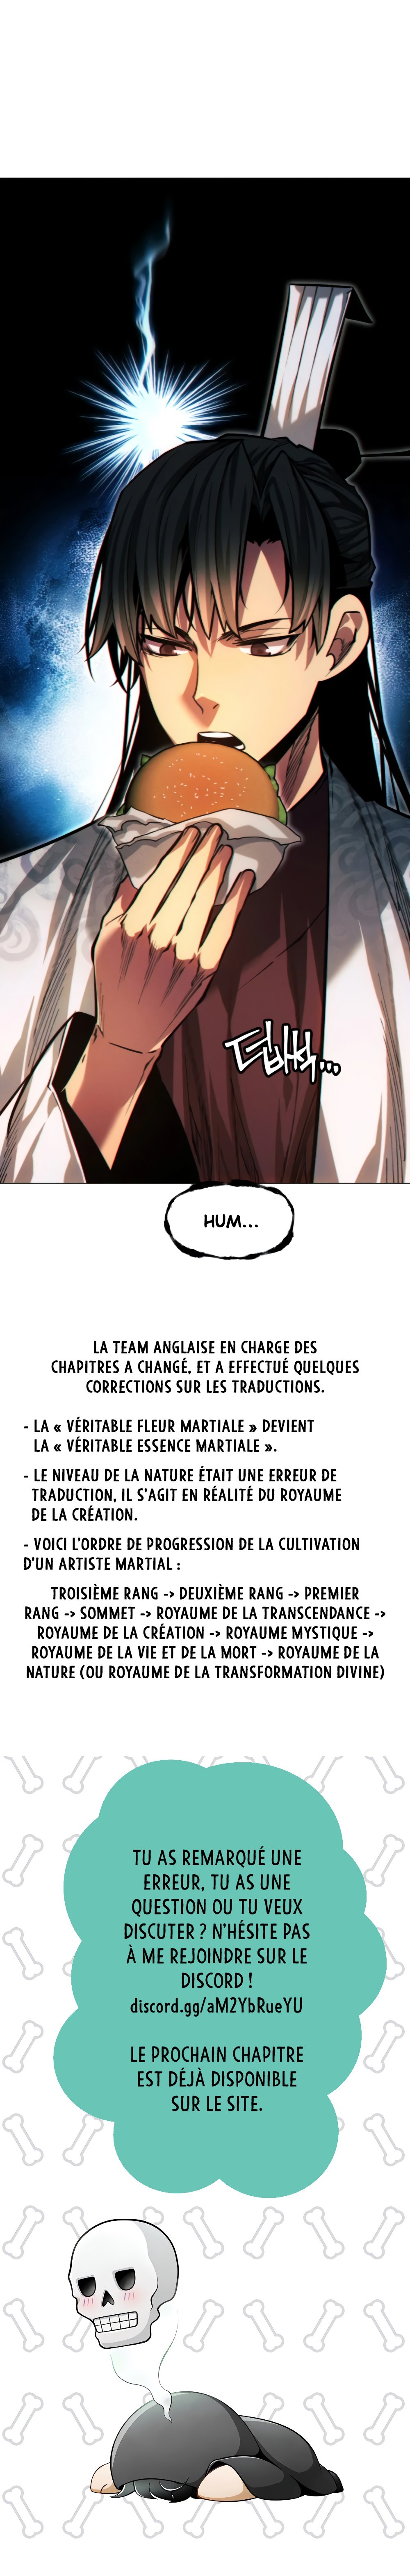 덥썩...
HUM...
LA TEAM ANGLAISE EN CHARGE DES
CHAPITRES A CHANGÉ, ET A EFFECTUÉ QUELQUES
CORRECTIONS SUR LES TRADUCTIONS.
- LA « VÉRITABLE FLEUR MARTIALE » DEVIENT
LA « VÉRITABLE ESSENCE MARTIALE ».
- LE NIVEAU DE LA NATURE ÉTAIT UNE ERREUR DE
TRADUCTION, IL S'AGIT EN RÉALITÉ DU ROYAUME
DE LA CRÉATION.
- VOICI L'ORDRE DE PROGRESSION DE LA CULTIVATION
D'UN ARTISTE MARTIAL :
TROISIÈME RANG -> DEUXIÈME RANG -> PREMIER
RANG -> SOMMET -> ROYAUME DE LA TRANSCENDANCE ->
ROYAUME DE LA CRÉATION -> ROYAUME MYSTIQUE ->
ROYAUME DE LA VIE ET DE LA MORT -> ROYAUME DE LA
NATURE (OU ROYAUME DE LA TRANSFORMATION DIVINE)
TU AS REMARQUÉ UNE
ERREUR, TU AS UNE
QUESTION OU TU VEUX
DISCUTER ? N'HÉSITE PAS
À ME REJOINDRE SUR LE
DISCORD !
discord.gg/aM2YbRueYU
LE PROCHAIN CHAPITRE
EST DÉJÀ DISPONIBLE
SUR LE SITE.